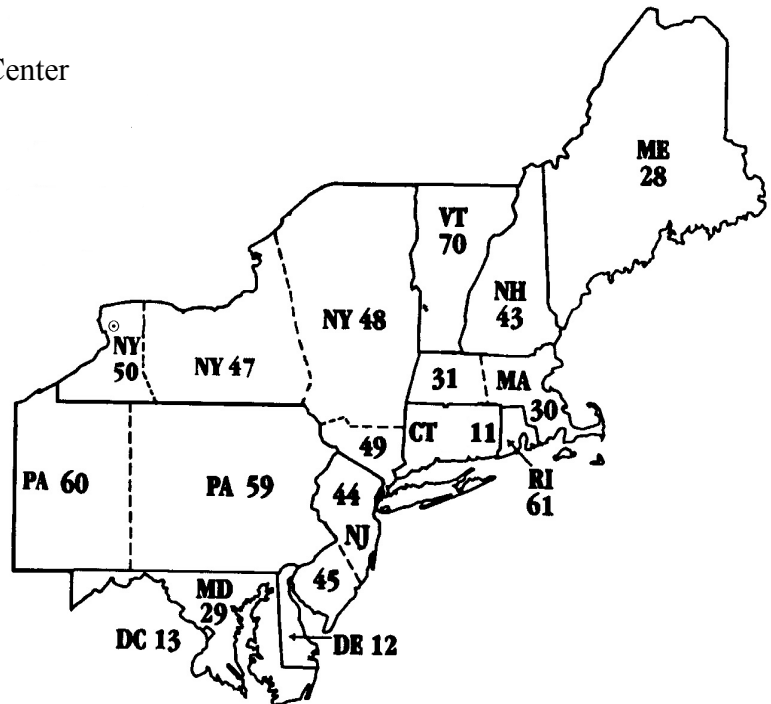 Center
ME
28
VT
70
NH
43
NY 48
NY
50
NY 47
31
MA
30
CT 11
49
RI
61
PA 60
PA 59
44
NJ
45
MD
29
DC 13
DE 12